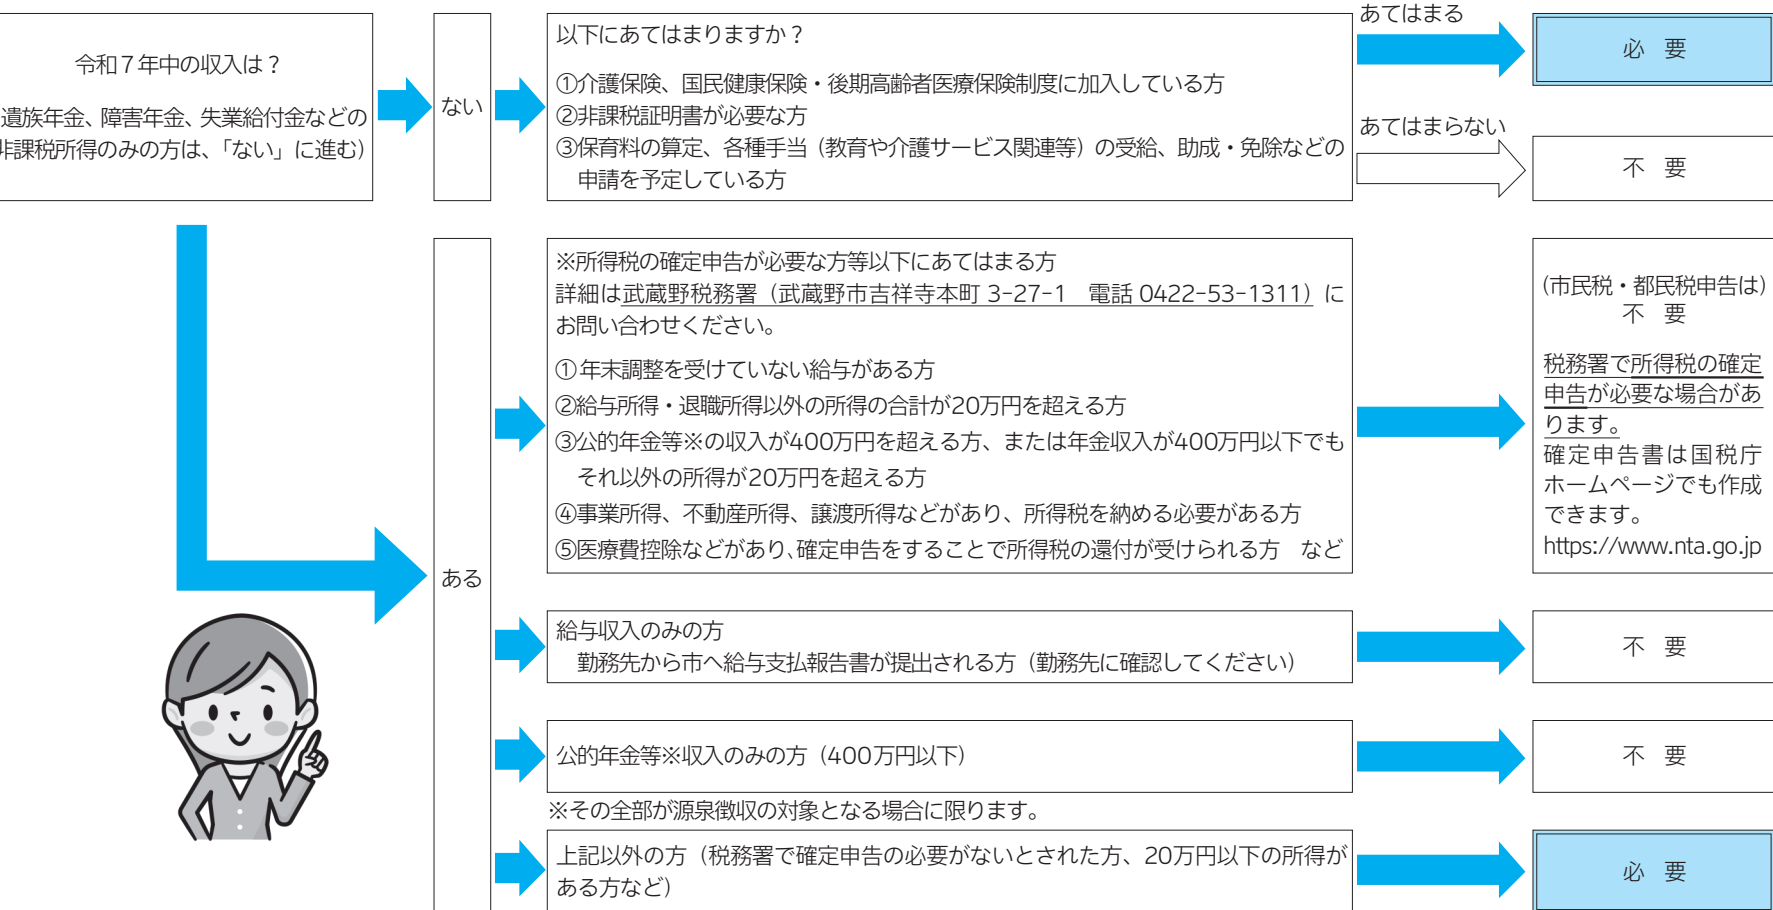 令和７年中の収入は？
遺族年金、障害年金、失業給付金などの
非課税所得のみの方は、「ない」に進む）
ない
以下にあてはまりますか？
①介護保険、国民健康保険・後期高齢者医療保険制度に加入している方
②非課税証明書が必要な方
③保育料の算定、各種手当（教育や介護サービス関連等）の受給、助成・免除などの
申請を予定している方
あてはまる
必　要
あてはまらない
不　要
ある
※所得税の確定申告が必要な方等以下にあてはまる方
詳細は武蔵野税務署（武蔵野市吉祥寺本町 3-27-1　電話 0422-53-1311）に
お問い合わせください。
①年末調整を受けていない給与がある方
②給与所得・退職所得以外の所得の合計が20万円を超える方
③公的年金等※の収入が400万円を超える方、または年金収入が400万円以下でも
それ以外の所得が20万円を超える方
④事業所得、不動産所得、譲渡所得などがあり、所得税を納める必要がある方
⑤医療費控除などがあり、確定申告をすることで所得税の還付が受けられる方　など
（市民税・都民税申告は）
不　要
税務署で所得税の確定
申告が必要な場合があ
ります。
確定申告書は国税庁
ホームページでも作成
できます。
https://www.nta.go.jp
給与収入のみの方
勤務先から市へ給与支払報告書が提出される方（勤務先に確認してください）
不　要
公的年金等※収入のみの方（400万円以下）
不　要
※その全部が源泉徴収の対象となる場合に限ります。
上記以外の方（税務署で確定申告の必要がないとされた方、20万円以下の所得が
ある方など）
必　要